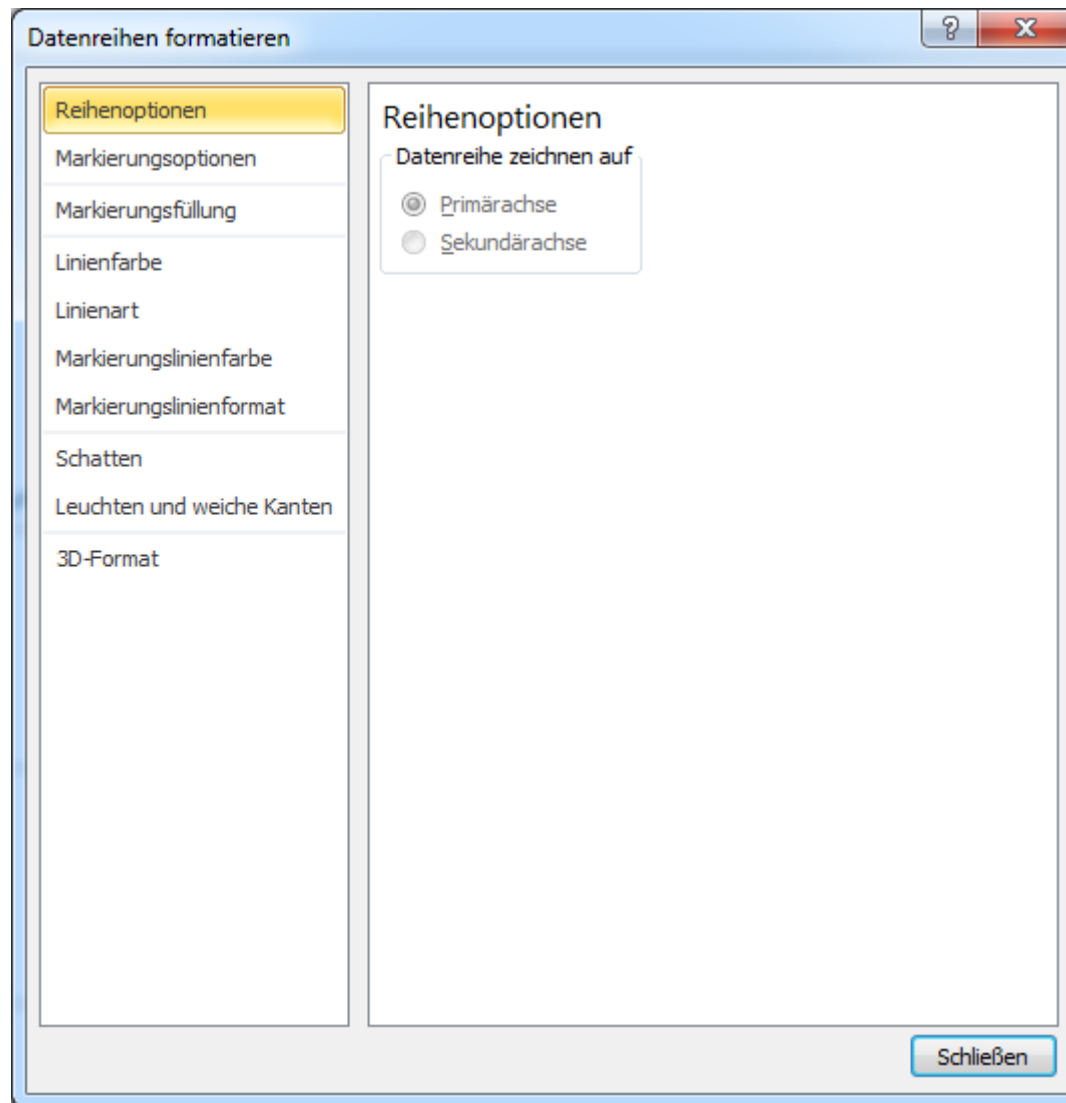 Datenreihen formatieren
Reihenoptionen
Markierungsoptionen
Markierungsfüllung
Linienfarbe
Linienart
Markierungslinienfarbe
Markierungslinienformat
Schatten
Leuchten und weiche Kanten
3D-Format
Reihenoptionen
Datenreihe zeichnen auf
Primärachse
Sekundärachse
Schließen